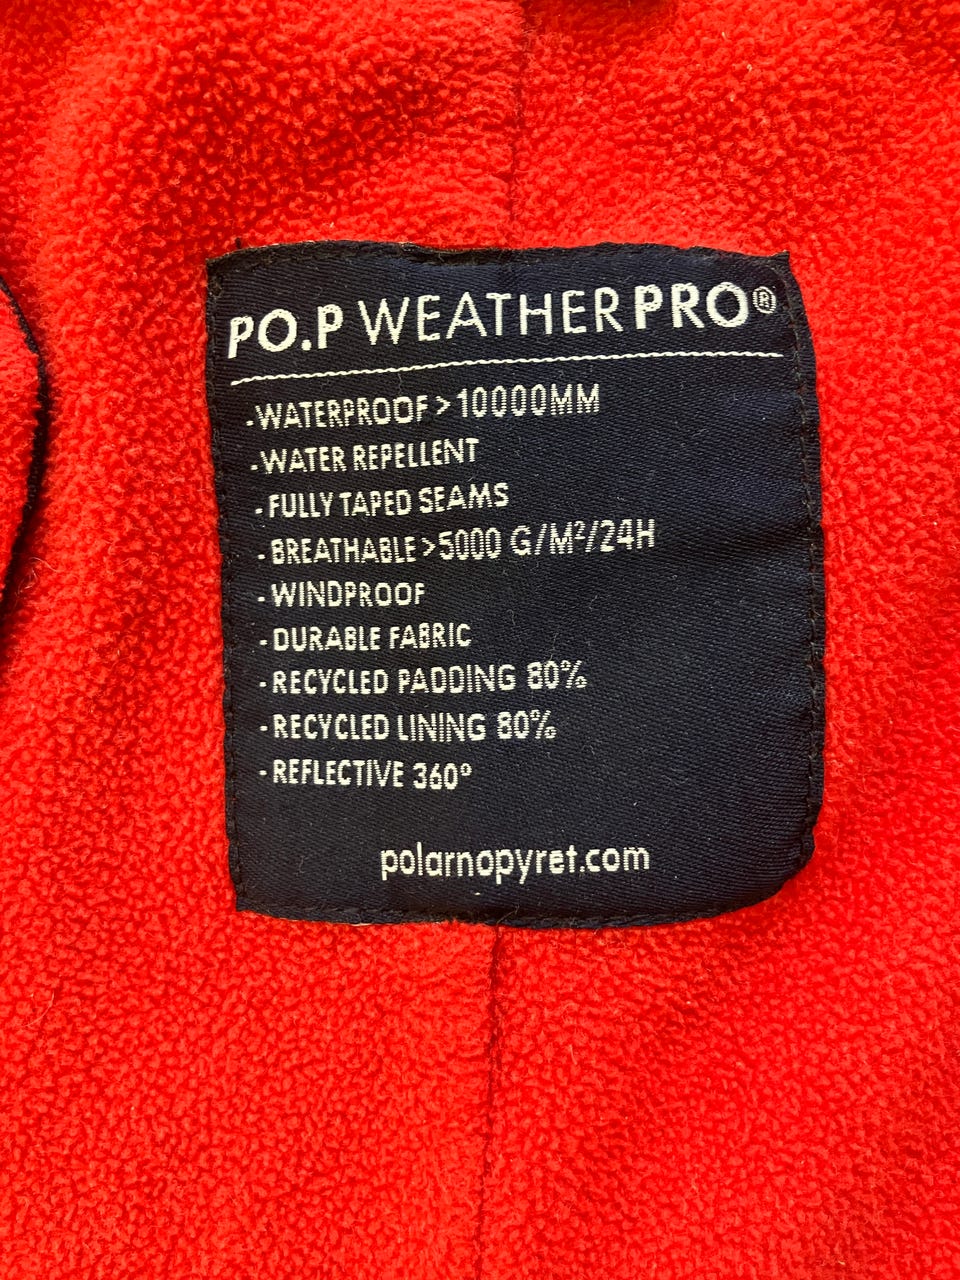 PO.P WEATHERPRO®
-WATERPROOF >10000MM
-WATER REPELLENT
-FULLY TAPED SEAMS
-BREATHABLE >5000 G/M²/24H
-WINDPROOF
-DURABLE FABRIC
-RECYCLED PADDING 80%
-RECYCLED LINING 80%
-REFLECTIVE 360°
polarnopyret.com